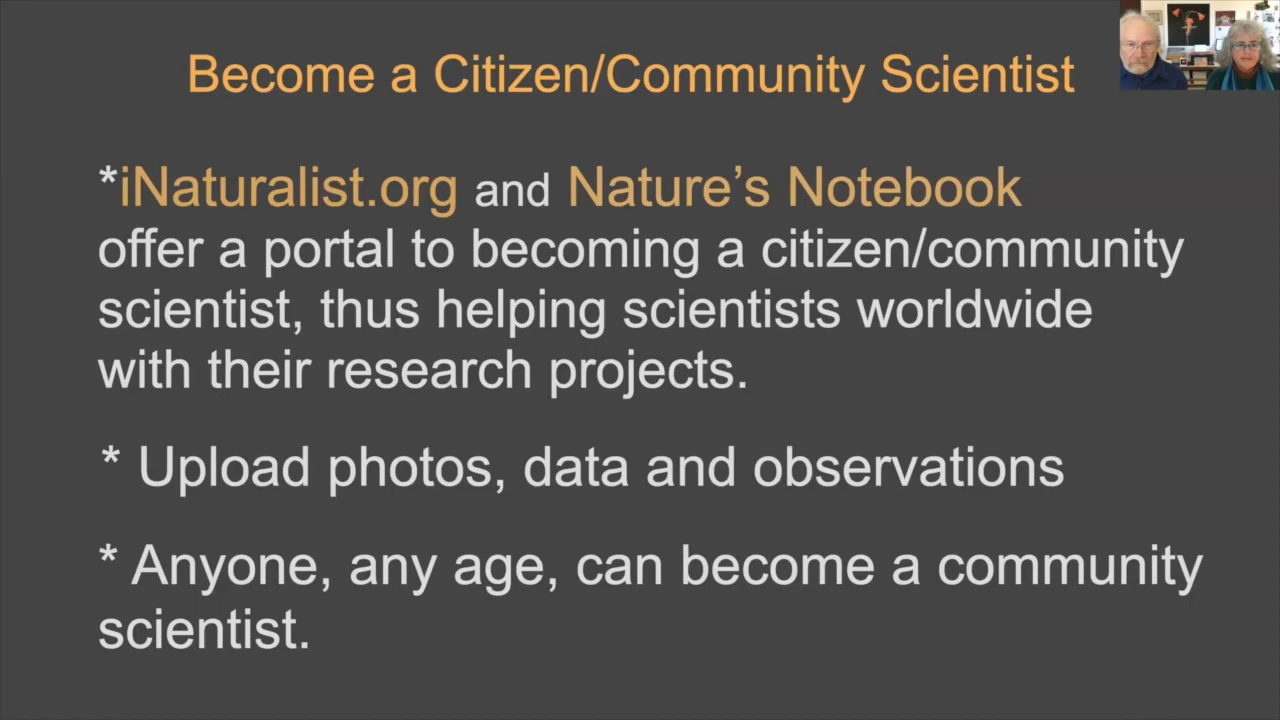 Become a Citizen/Community Scientist
*iNaturalist.org and Nature’s Notebook
offer a portal to becoming a citizen/community
scientist, thus helping scientists worldwide
with their research projects.
* Upload photos, data and observations
* Anyone, any age, can become a community
scientist.